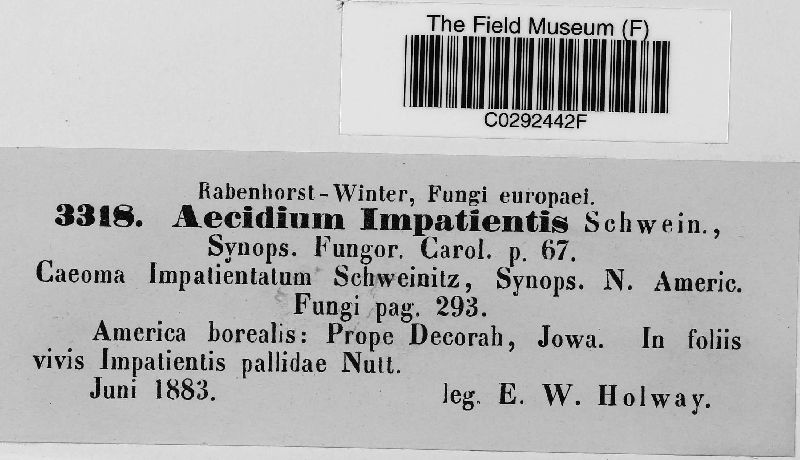 The Field Museum (F)
C0292442F
Rabenhorst-Winter, Fungi europaei.
3318. Aecidium Impatientis Schwein.,
Synops. Fungor. Carol. p. 67.
Caeoma Impatientatum Schweinitz, Synops. N. Americ.
Fungi pag. 293.
America borealis: Prope Decorah, Jowa. In foliis
vivis Impatientis pallidae Nutt.
Juni 1883. leg. E. W. Holway.